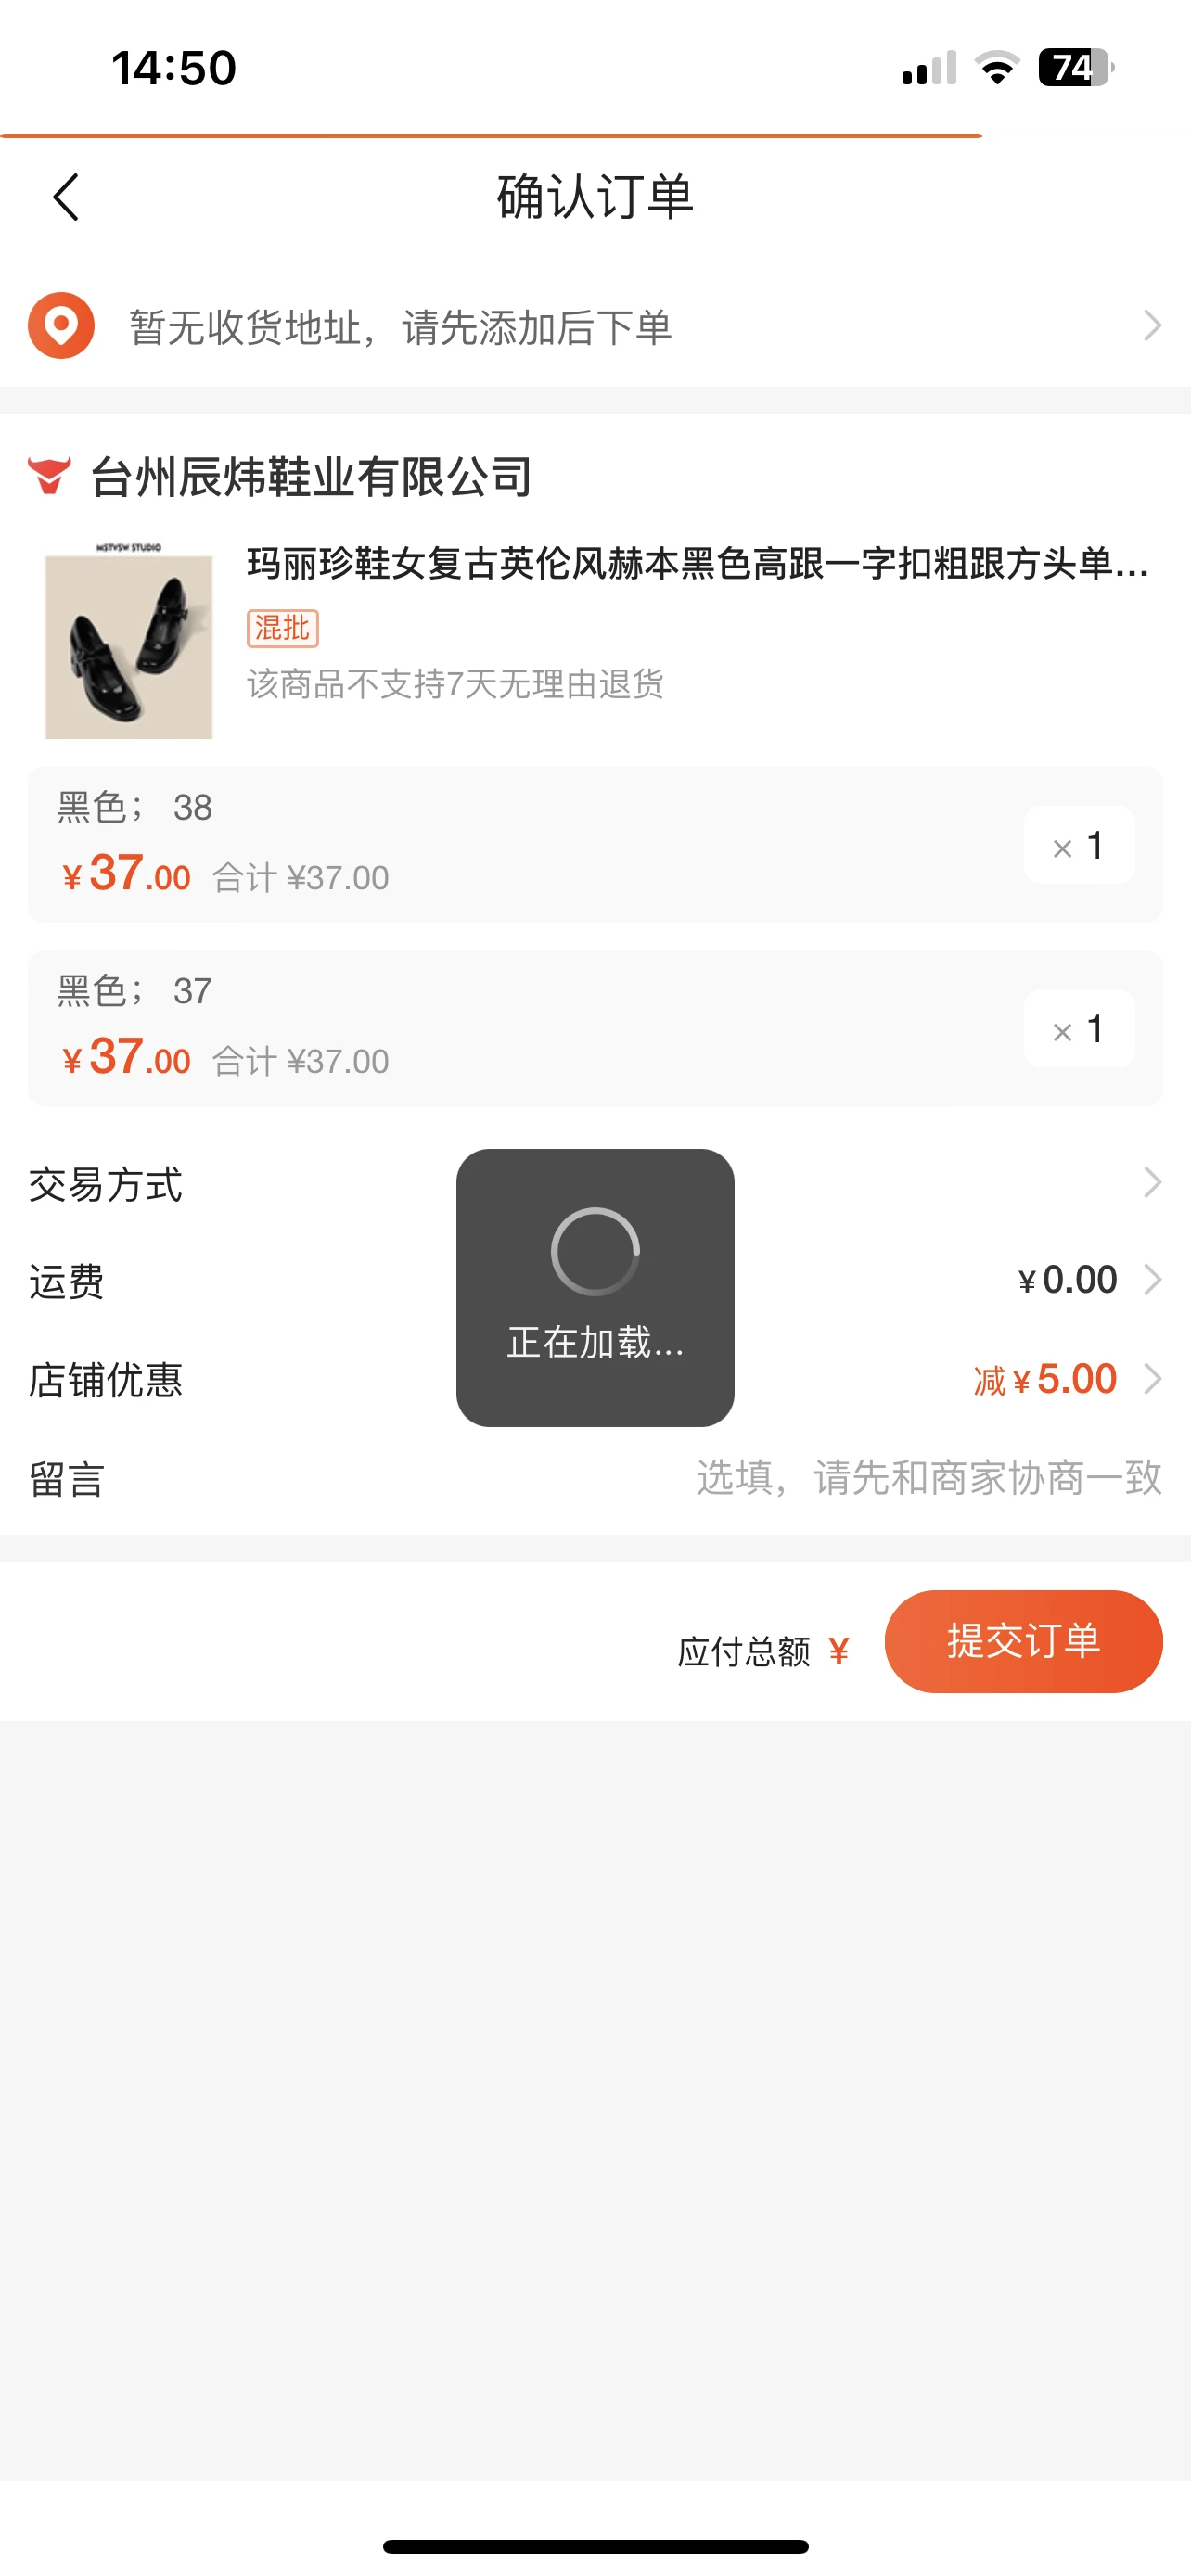 14:50
74
确认订单
暂无收货地址，请先添加后下单
台州辰炜鞋业有限公司
MSTVSW STUDIO
玛丽珍鞋女复古英伦风赫本黑色高跟一字扣粗跟方头单...
混批
该商品不支持7天无理由退货
黑色； 38
¥37.00 合计 ¥37.00
× 1
黑色； 37
¥37.00 合计 ¥37.00
× 1
交易方式
正在加载...
运费 ¥0.00
店铺优惠 减¥5.00
留言 选填，请先和商家协商一致
应付总额 ¥ 提交订单